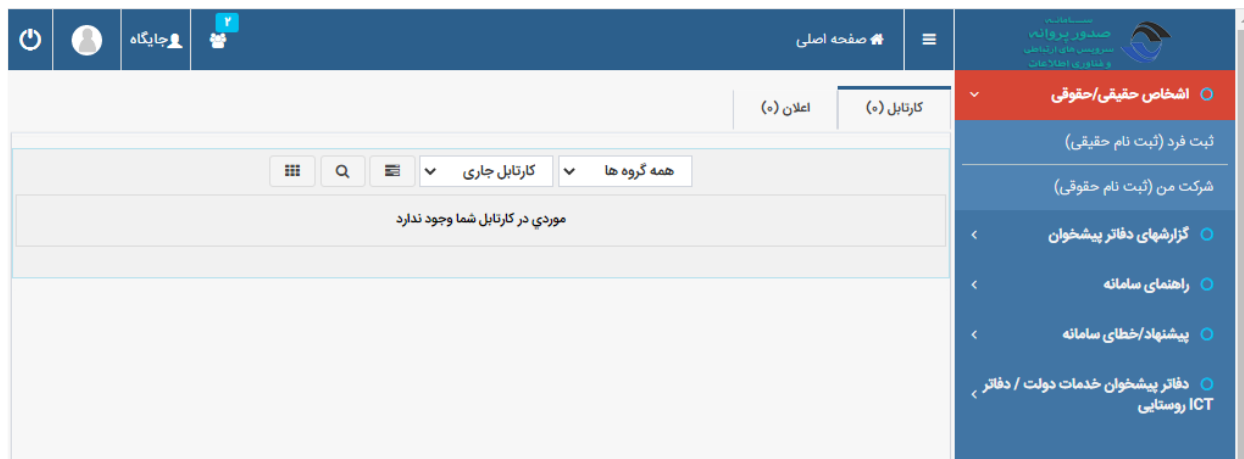 سامانه
صدور پروانه
سرویس های ارتباطی
و فناوری اطلاعات
صفحه اصلی
۲
جایگاه
اشخاص حقیقی/حقوقی
ثبت فرد (ثبت نام حقیقی)
شرکت من (ثبت نام حقوقی)
گزارشهای دفاتر پیشخوان
راهنمای سامانه
پیشنهاد/خطای سامانه
دفاتر پیشخوان خدمات دولت / دفاتر
ICT روستایی
کارتابل (۰)
اعلان (۰)
همه گروه ها
کارتابل جاری
موردي در کارتابل شما وجود ندارد